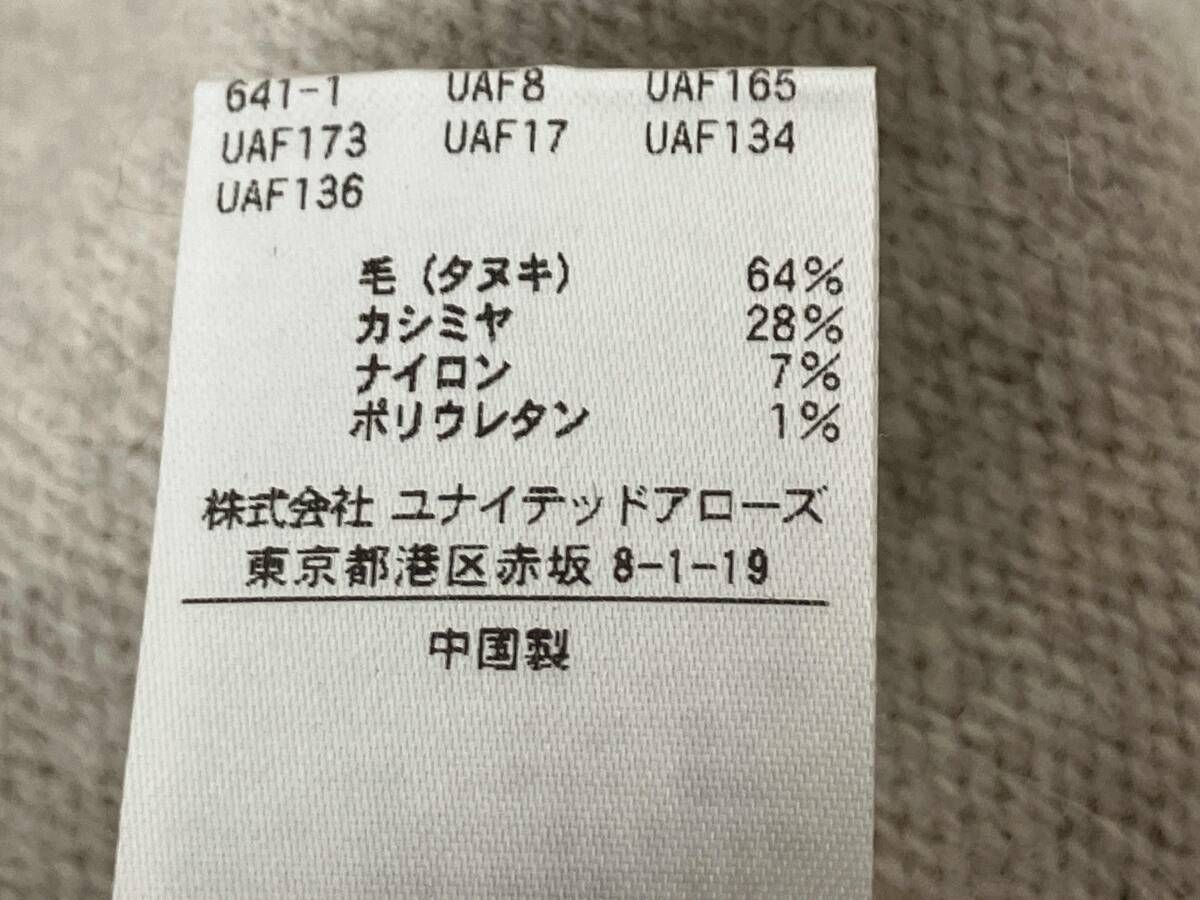 641-1 UAF8 UAF165
UAF173 UAF17 UAF134
UAF136
毛(タヌキ) 64%
カシミヤ 28%
ナイロン 7%
ポリウレタン 1%
株式会社 ユナイテッドアローズ
東京都港区赤坂 8-1-19
中国製